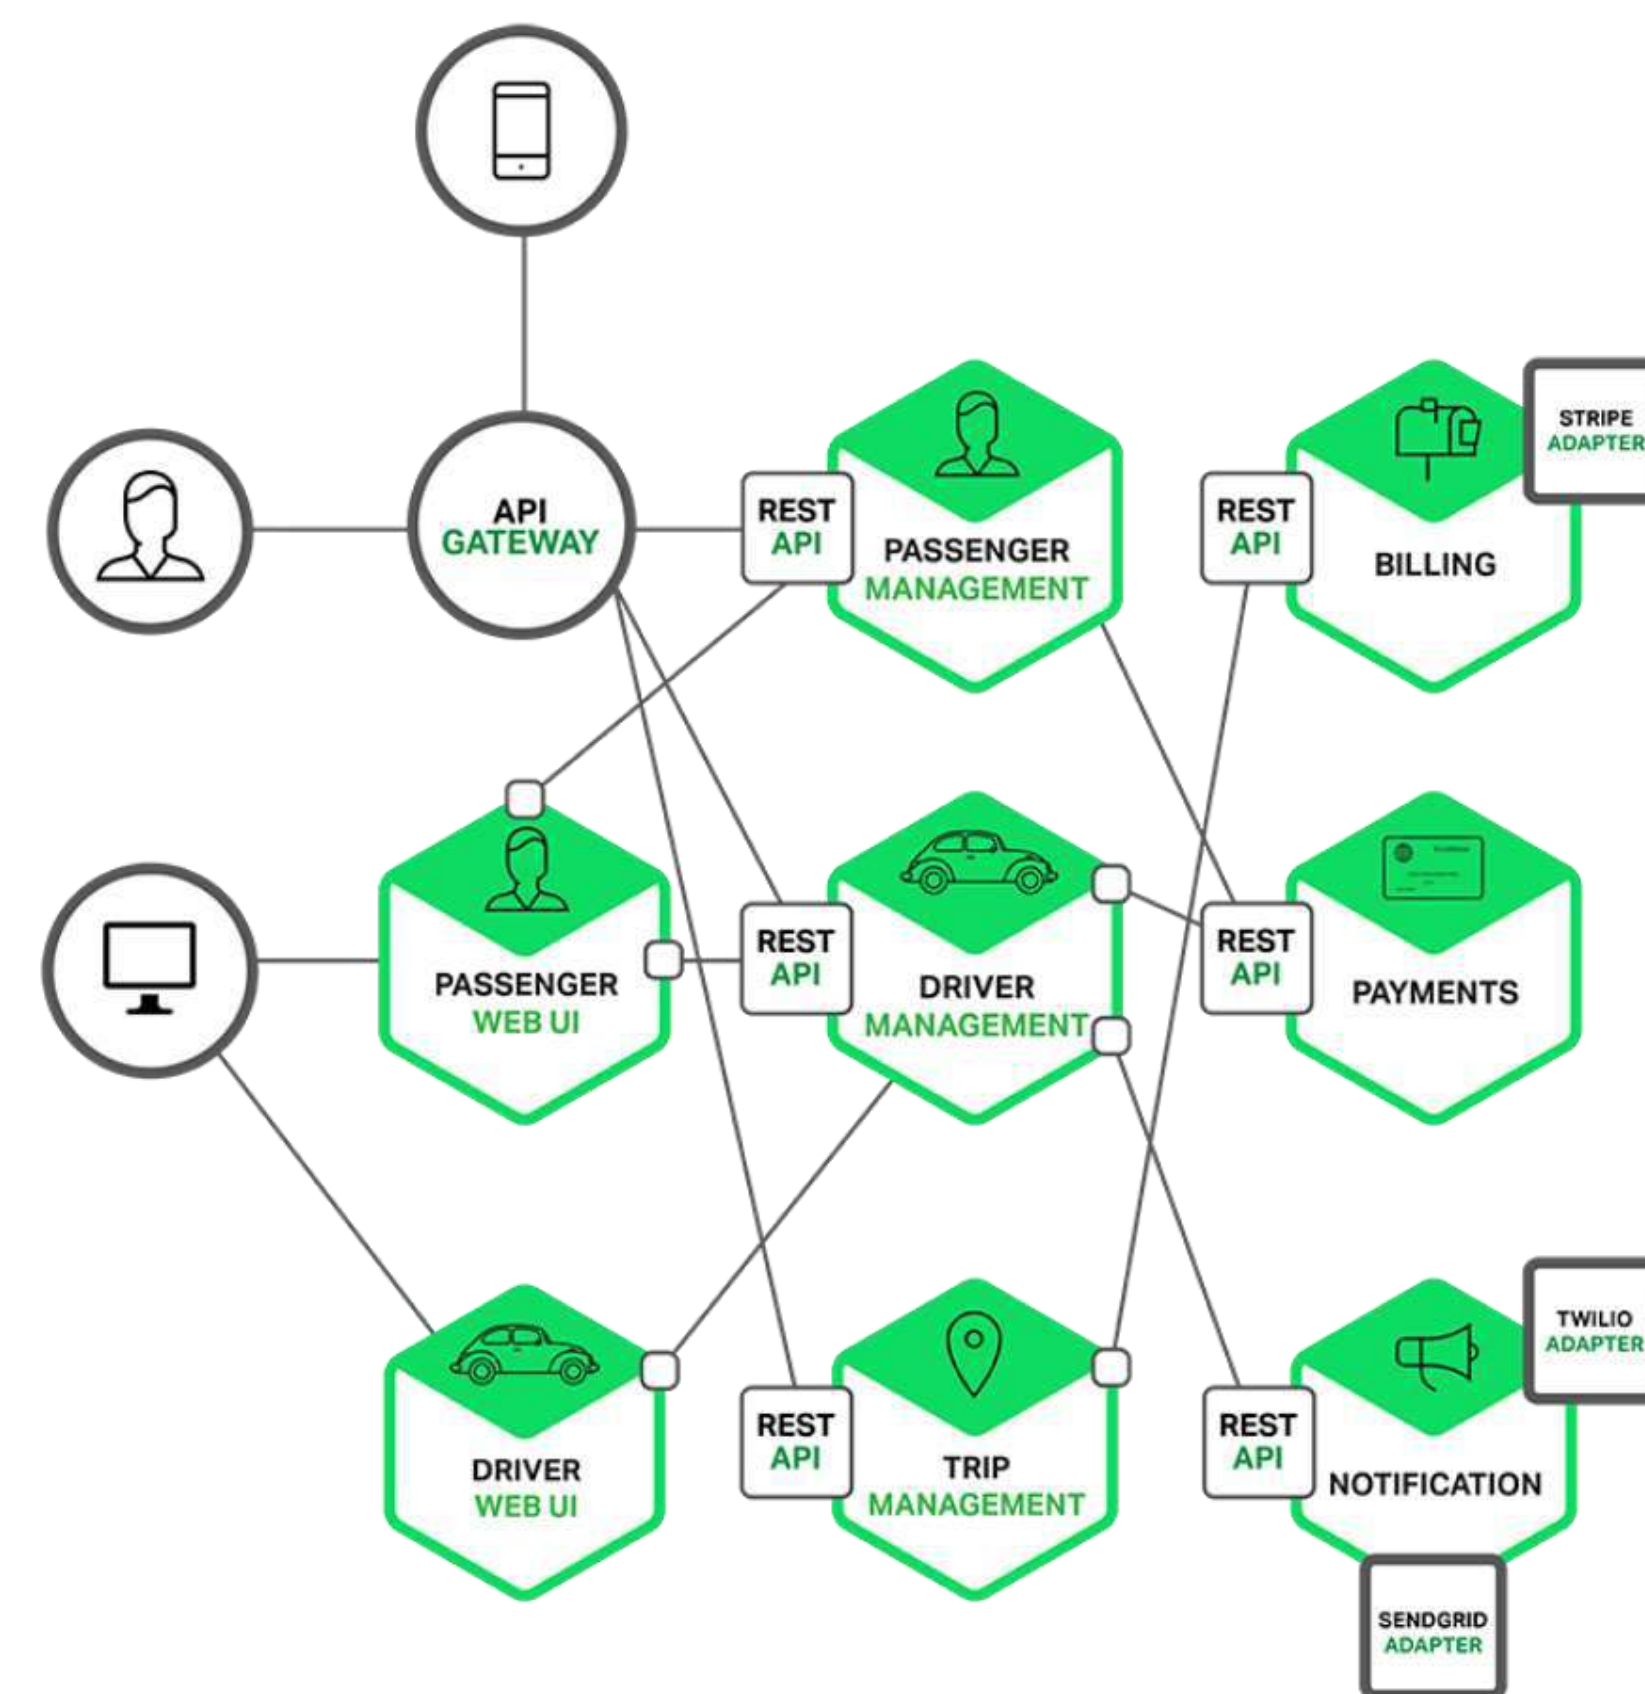 API
GATEWAY
REST
API
PASSENGER
MANAGEMENT
REST
API
BILLING
STRIPE
ADAPTER
PASSENGER
WEB UI
REST
API
DRIVER
MANAGEMENT
REST
API
PAYMENTS
DRIVER
WEB UI
REST
API
TRIP
MANAGEMENT
REST
API
NOTIFICATION
TWILIO
ADAPTER
SENDGRID
ADAPTER